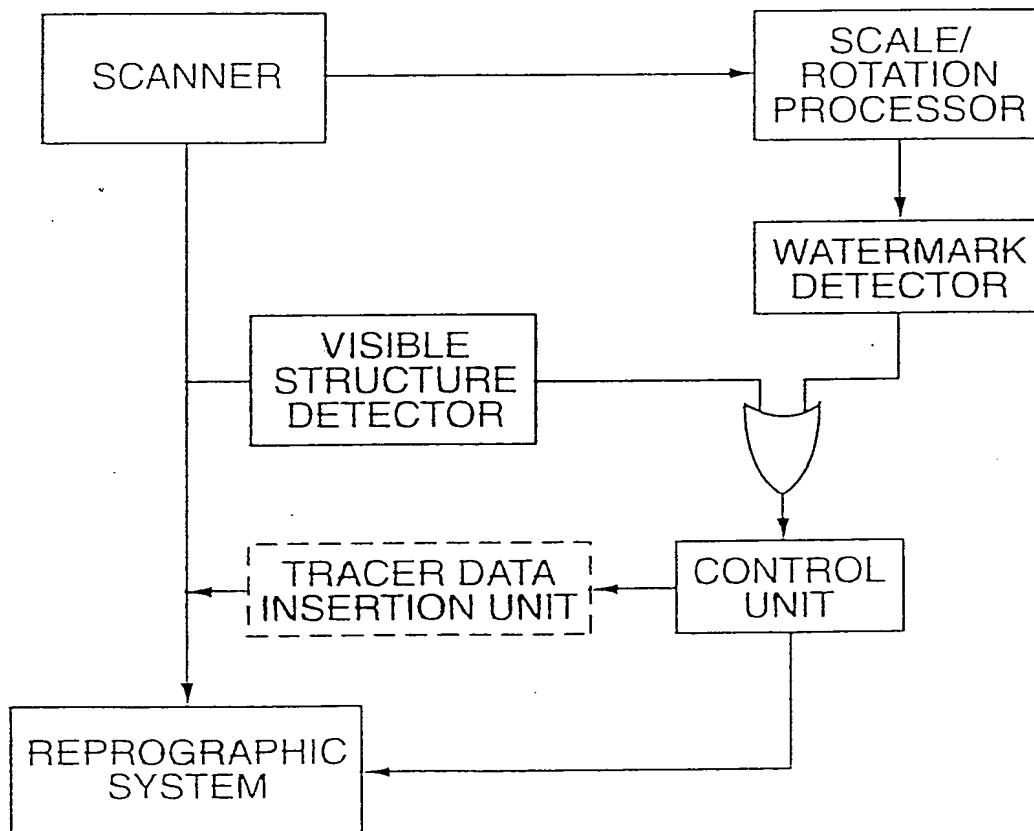 SCANNER
SCALE/
ROTATION
PROCESSOR
WATERMARK
DETECTOR
VISIBLE
STRUCTURE
DETECTOR
TRACER DATA
INSERTION UNIT
CONTROL
UNIT
REPROGRAPHIC
SYSTEM